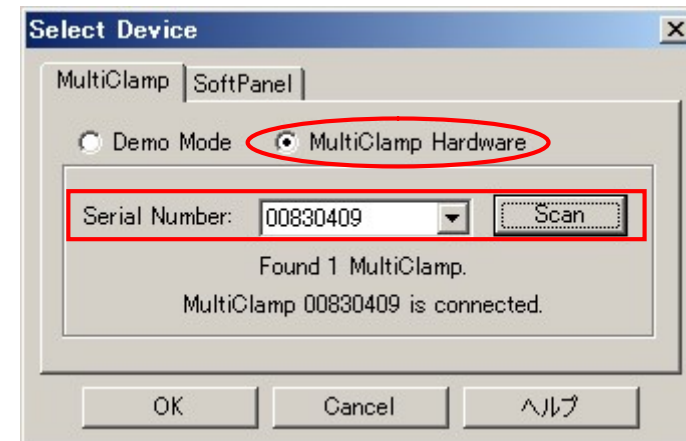 Select Device
MultiClamp SoftPanel
Demo Mode MultiClamp Hardware
Serial Number: 00830409 Scan
Found 1 MultiClamp.
MultiClamp 00830409 is connected.
OK Cancel ヘルプ